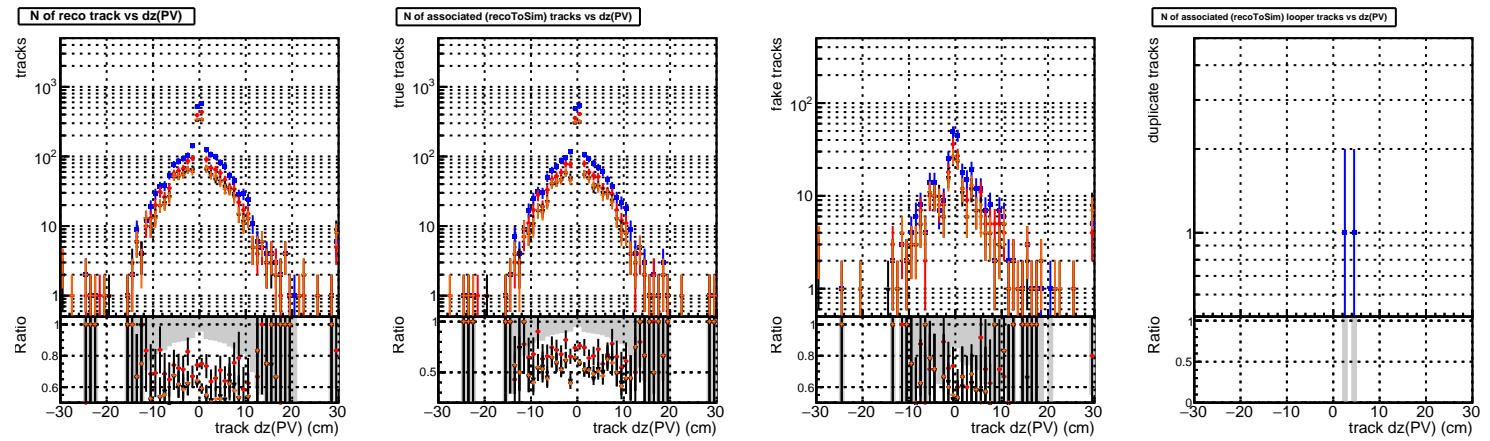 N of reco track vs dz(PV)
tracks
10³
10²
10
1
Ratio
1
0.8
0.6
−30 −20 −10 0 10 20 30
track dz(PV) (cm)
N of associated (recoToSim) tracks vs dz(PV)
true tracks
10³
10²
10
1
Ratio
1
0.5
−30 −20 −10 0 10 20 30
track dz(PV) (cm)
fake tracks
10²
10
1
Ratio
1
0.8
0.6
−30 −20 −10 0 10 20 30
track dz(PV) (cm)
N of associated (recoToSim) looper tracks vs dz(PV)
duplicate tracks
1
Ratio
1
0.5
0
−30 −20 −10 0 10 20 30
track dz(PV) (cm)